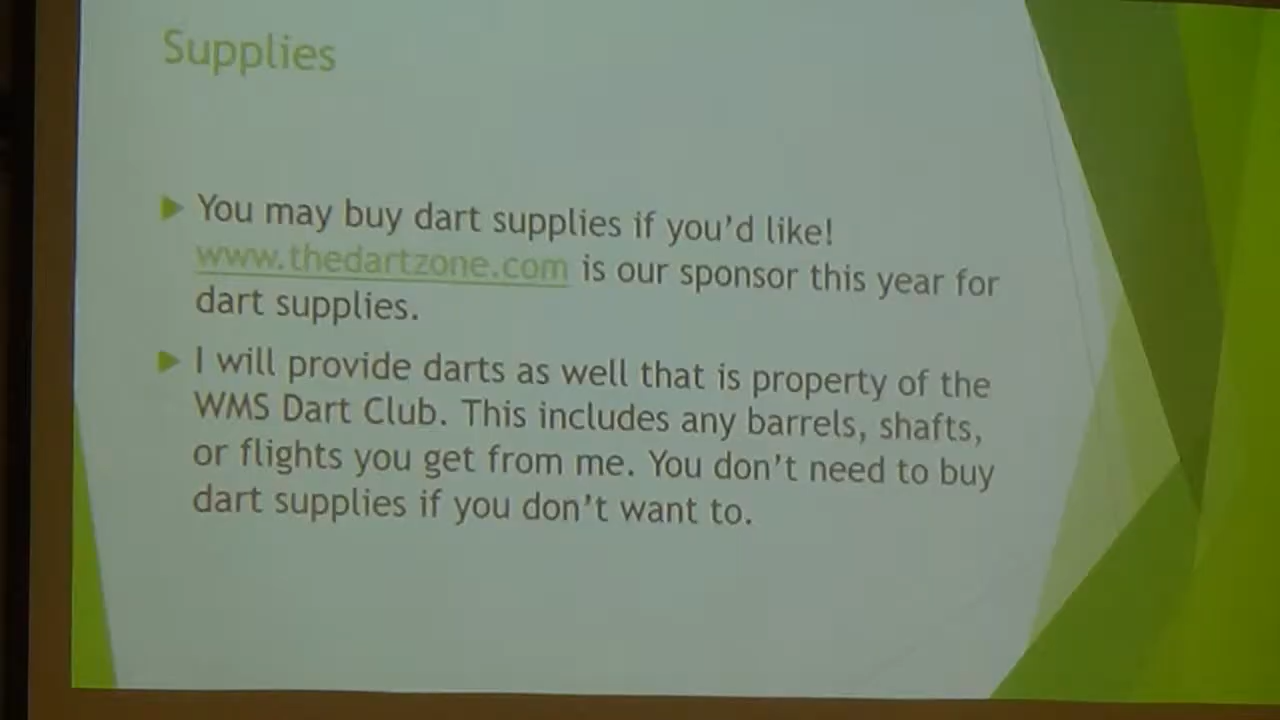 Supplies
You may buy dart supplies if you'd like!
www.thedartzone.com is our sponsor this year for
dart supplies.
I will provide darts as well that is property of the
WMS Dart Club. This includes any barrels, shafts,
or flights you get from me. You don't need to buy
dart supplies if you don't want to.